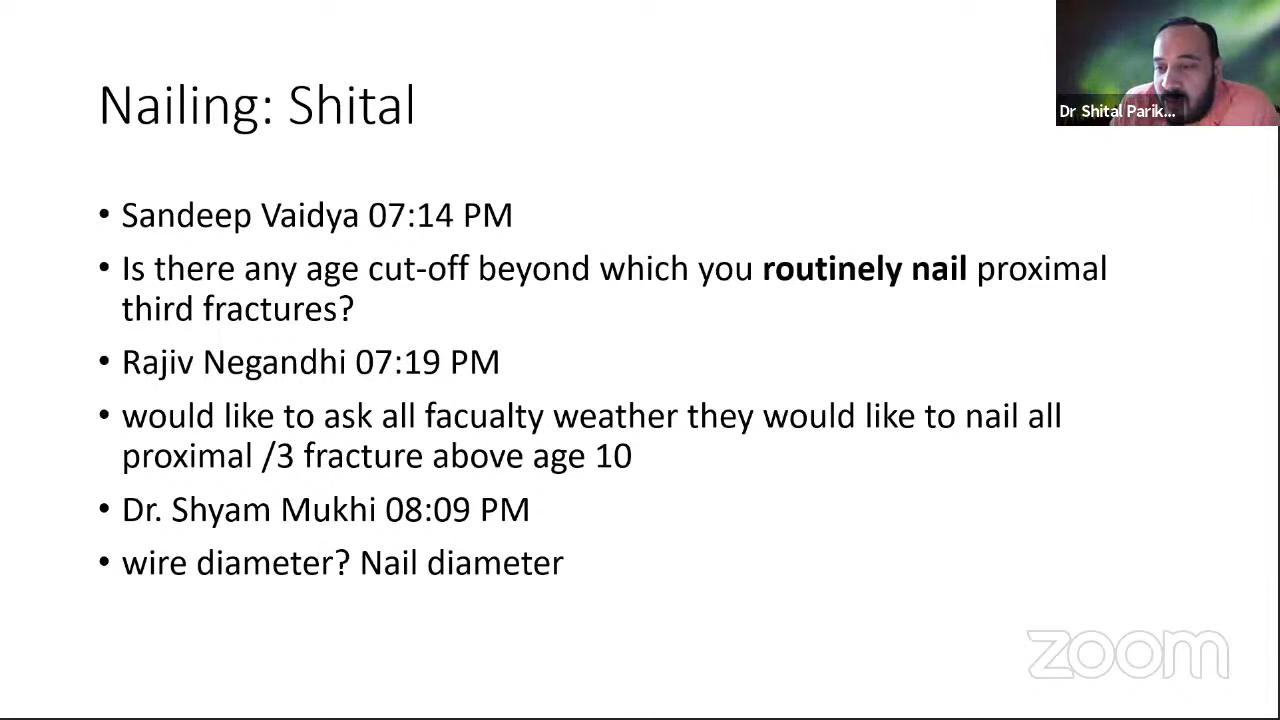 Nailing: Shital
Dr Shital Parik...
• Sandeep Vaidya 07:14 PM
• Is there any age cut-off beyond which you routinely nail proximal
third fractures?
• Rajiv Negandhi 07:19 PM
• would like to ask all facualty weather they would like to nail all
proximal /3 fracture above age 10
• Dr. Shyam Mukhi 08:09 PM
• wire diameter? Nail diameter
zoom